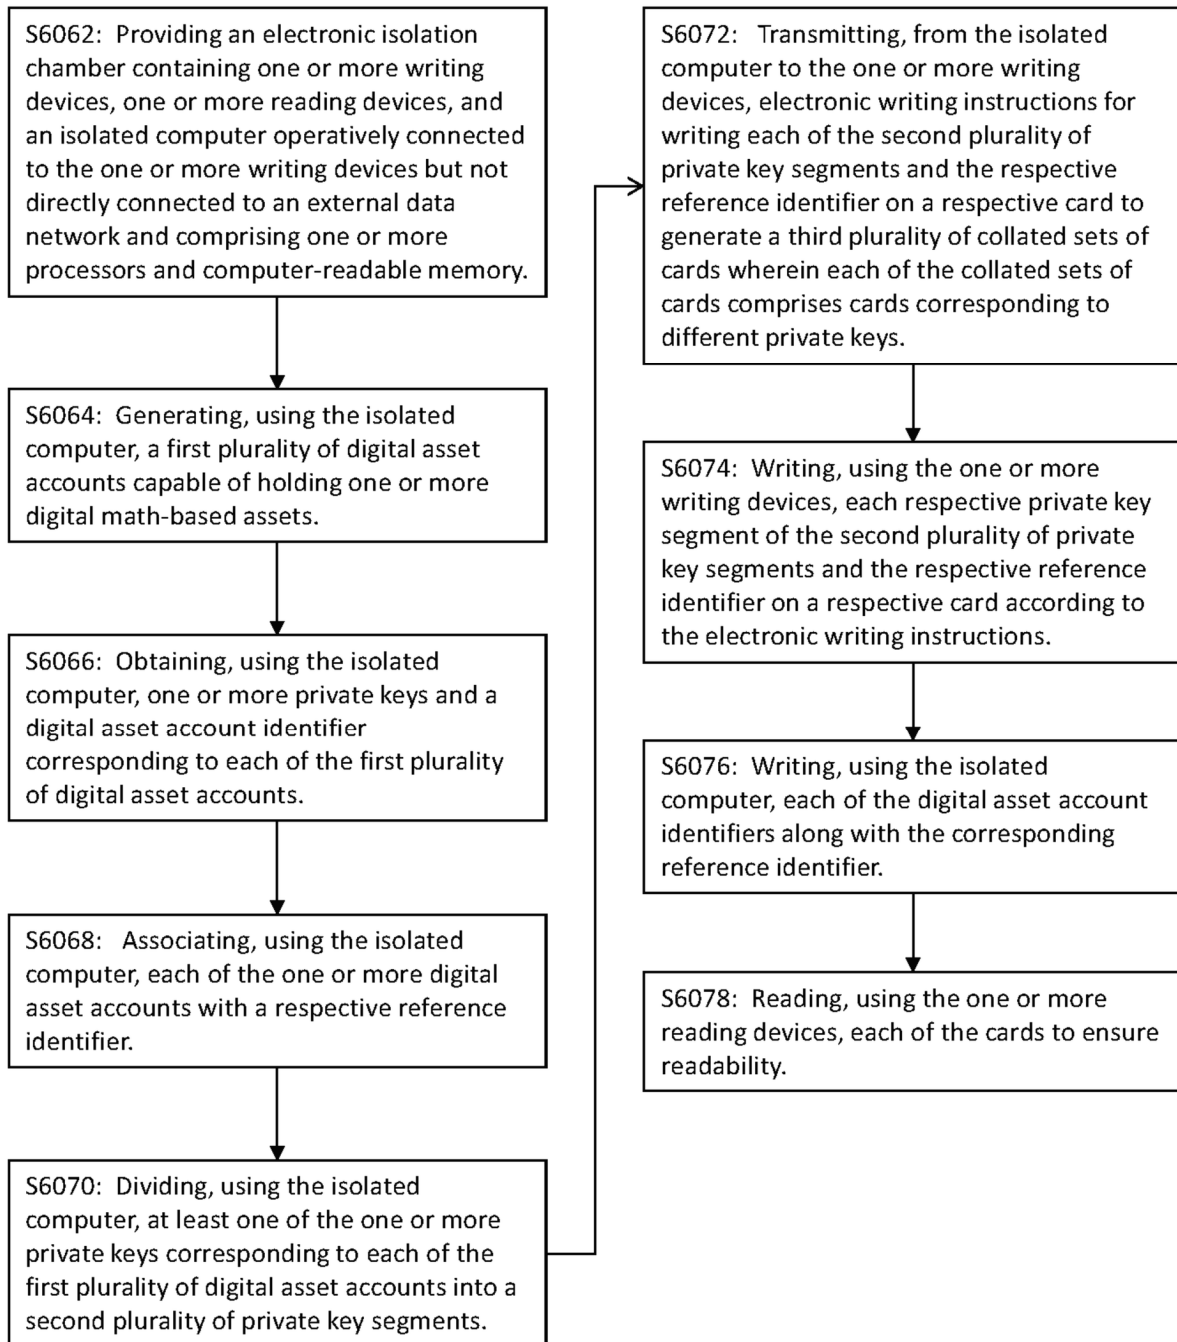 S6062: Providing an electronic isolation
chamber containing one or more writing
devices, one or more reading devices, and
an isolated computer operatively connected
to the one or more writing devices but not
directly connected to an external data
network and comprising one or more
processors and computer-readable memory.
S6064: Generating, using the isolated
computer, a first plurality of digital asset
accounts capable of holding one or more
digital math-based assets.
S6066: Obtaining, using the isolated
computer, one or more private keys and a
digital asset account identifier
corresponding to each of the first plurality
of digital asset accounts.
S6068: Associating, using the isolated
computer, each of the one or more digital
asset accounts with a respective reference
identifier.
S6070: Dividing, using the isolated
computer, at least one of the one or more
private keys corresponding to each of the
first plurality of digital asset accounts into a
second plurality of private key segments.
S6072: Transmitting, from the isolated
computer to the one or more writing
devices, electronic writing instructions for
writing each of the second plurality of
private key segments and the respective
reference identifier on a respective card to
generate a third plurality of collated sets of
cards wherein each of the collated sets of
cards comprises cards corresponding to
different private keys.
S6074: Writing, using the one or more
writing devices, each respective private key
segment of the second plurality of private
key segments and the respective reference
identifier on a respective card according to
the electronic writing instructions.
S6076: Writing, using the isolated
computer, each of the digital asset account
identifiers along with the corresponding
reference identifier.
S6078: Reading, using the one or more
reading devices, each of the cards to ensure
readability.